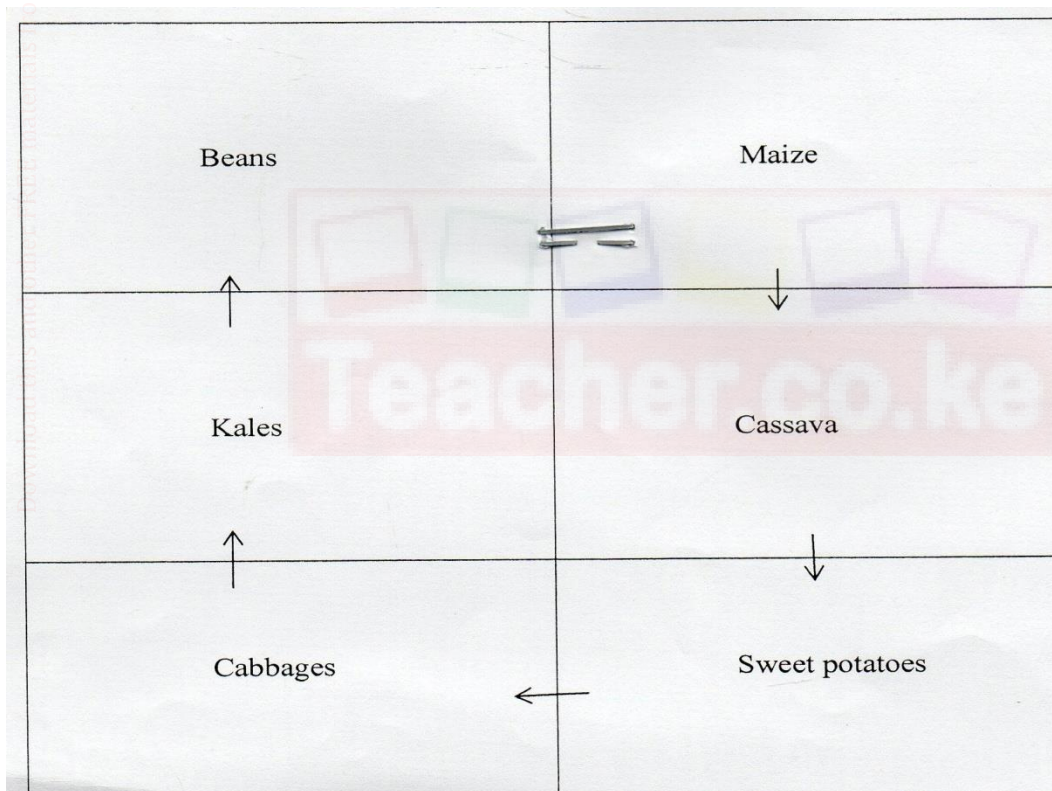 Beans
Maize
Teacher.co.ke
Kales
Cassava
Cabbages
Sweet potatoes